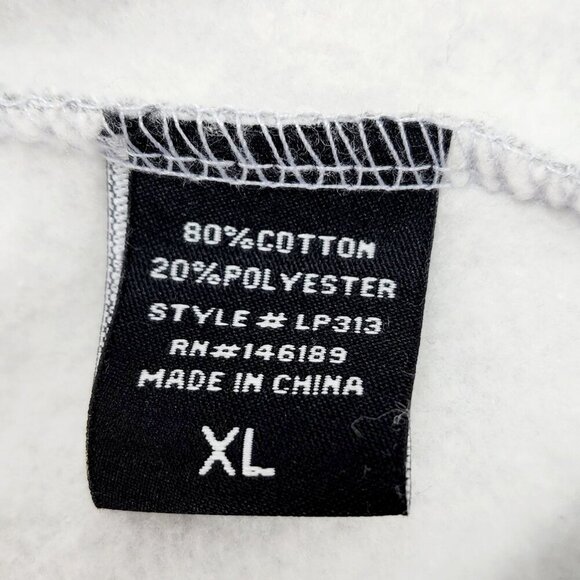 80%COTTON
20%POLYESTER
STYLE # LP313
RN#146189
MADE IN CHINA
XL